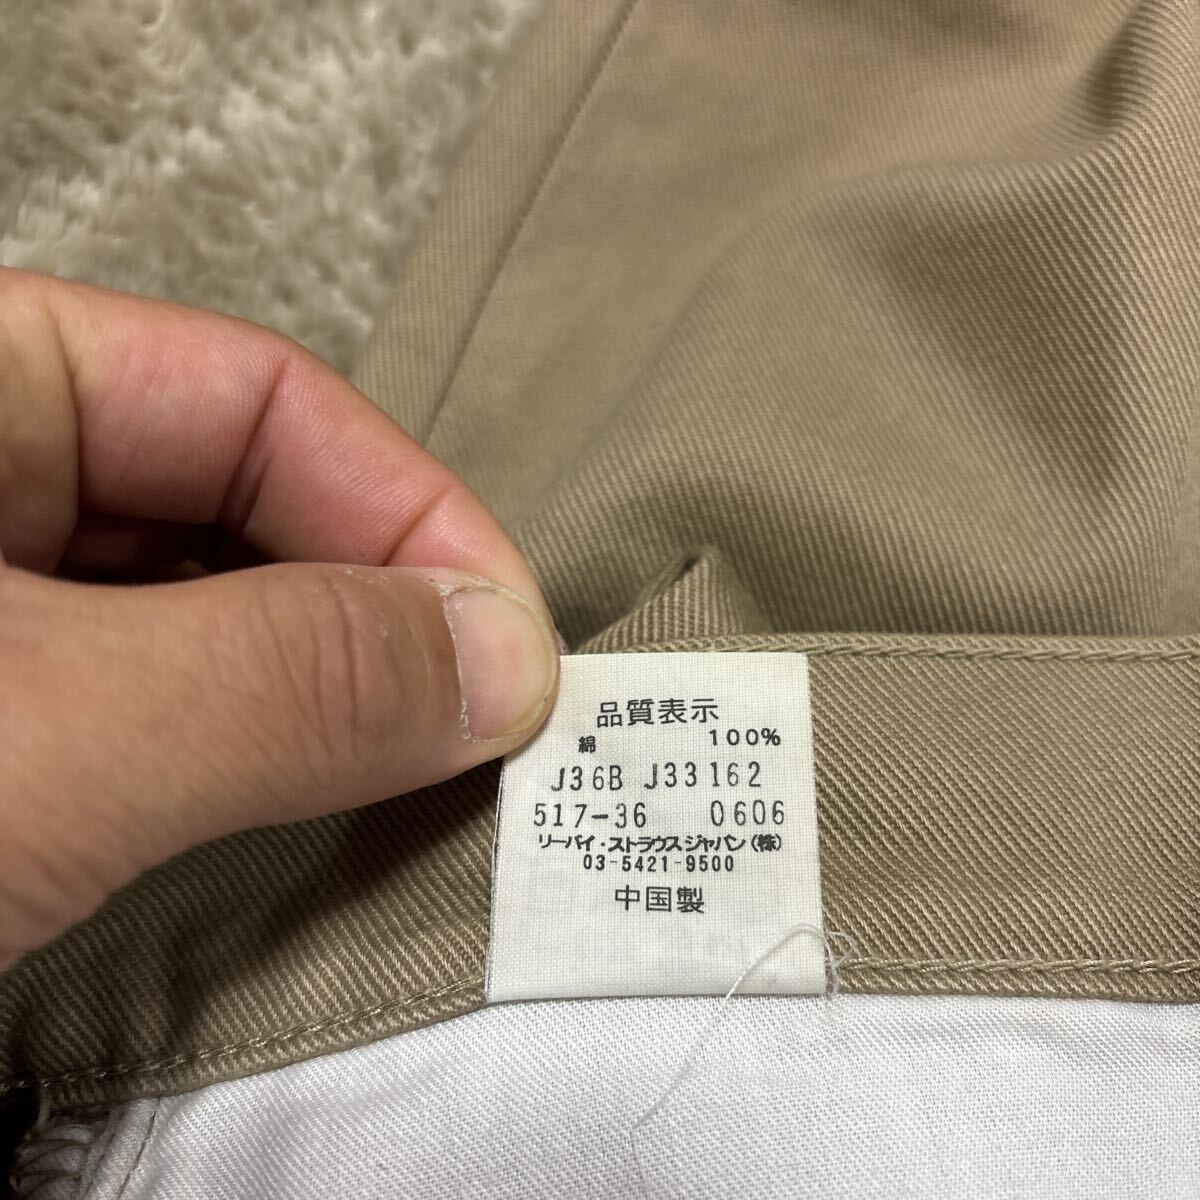 品質表示
綿 100%
J36B J33162
517-36 0606
リーバイ・ストラウスジャパン(株)
03-5421-9500
中国製